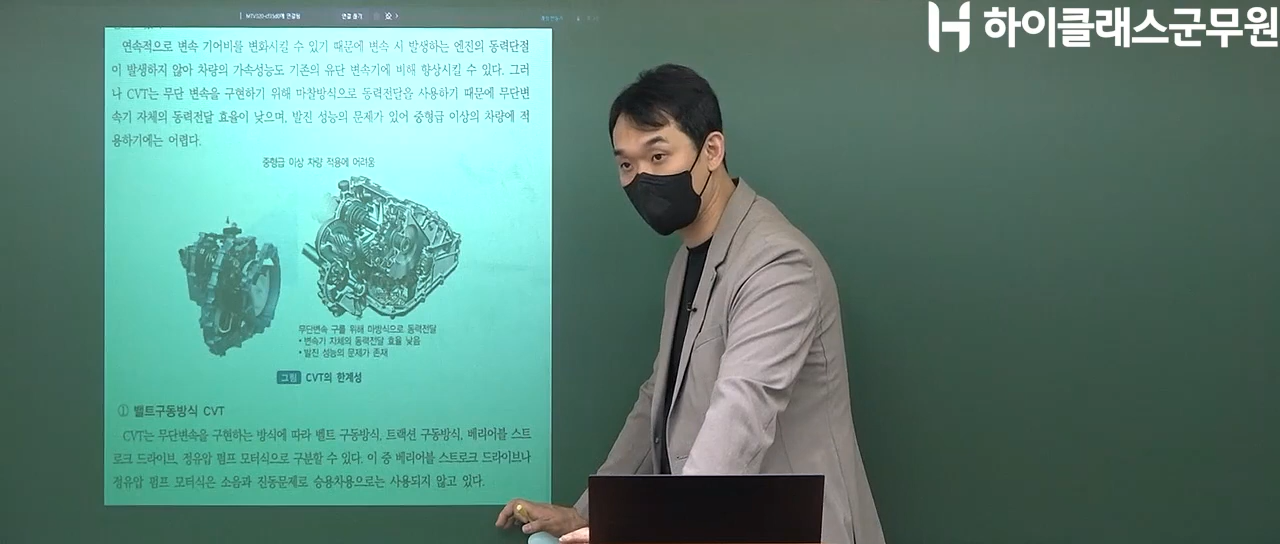 MTV320-cf15d0에 연결됨 연결 끊기
하이클래스군무원
연속적으로 변속 기어비를 변화시킬 수 있기 때문에 변속 시 발생하는 엔진의 동력단절
이 발생하지 않아 차량의 가속성능도 기존의 유단 변속기에 비해 향상시킬 수 있다. 그러
나 CVT는 무단 변속을 구현하기 위해 마찰방식으로 동력전달을 사용하기 때문에 무단변
속기 자체의 동력전달 효율이 낮으며, 발진 성능의 문제가 있어 중형급 이상의 차량에 적
용하기에는 어렵다.
중형급 이상 차량 적용에 어려움
무단변속 구를 위해 마방식으로 동력전달
• 변속기 자체의 동력전달 효율 낮음
• 발진 성능의 문제가 존재
그림 CVT의 한계성
① 벨트구동방식 CVT
CVT는 무단변속을 구현하는 방식에 따라 벨트 구동방식, 트랙션 구동방식, 베리어블 스트
로크 드라이브, 정유압 펌프 모터식으로 구분할 수 있다. 이 중 베리어블 스트로크 드라이브나
정유압 펌프 모터식은 소음과 진동문제로 승용차용으로는 사용되지 않고 있다.